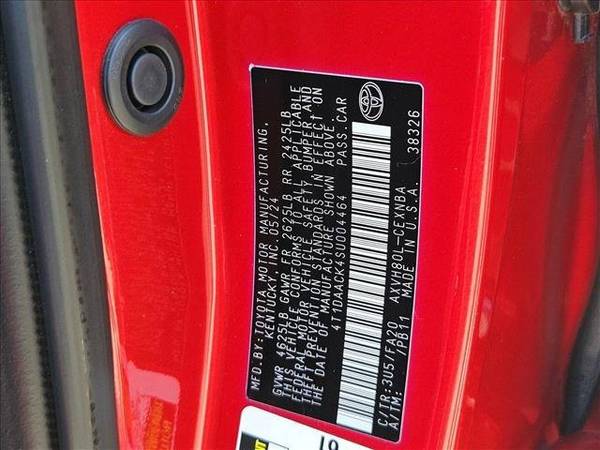 MFD.BY: TOYOTA MOTOR MANUFACTURING,
KENTUCKY, INC. 05/24
GVWR 4625LB GAWR FR 2625LB RR 2425LB
THIS VEHICLE CONFORMS TO ALL APPLICABLE
FEDERAL MOTOR VEHICLE SAFETY, BUMPER, AND
THEFT PREVENTION STANDARDS IN EFFECT ON
THE DATE OF MANUFACTURE SHOWN ABOVE.
4T1DAACK4SU004464 PASS.CAR
C/TR:3U5/FA20 AXVH80L-CEXNBA
A/TM: /PB11 MADE IN U.S.A. 38326